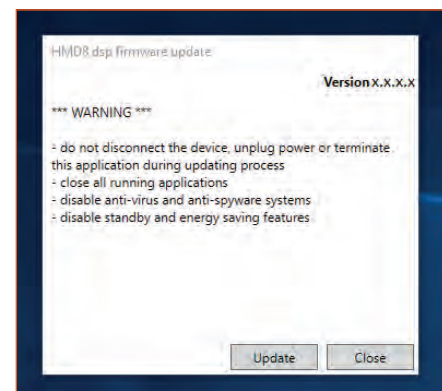 HMD8 dsp firmware update
Version x.x.x.x
*** WARNING ***
- do not disconnect the device, unplug power or terminate
this application during updating process
- close all running applications
- disable anti-virus and anti-spyware systems
- disable standby and energy saving features
Update
Close